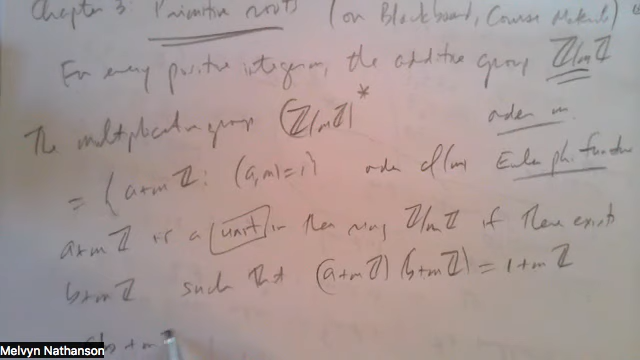 Chapter 3: Primitive roots (on Blackboard, Course Materials)
For every positive integer m, the additive group ℤ/mℤ
The multiplicative group (ℤ/mℤ)* order m.
= {a+mℤ: (a,m)=1} order φ(m) Euler phi function
a+mℤ is a unit in the ring ℤ/mℤ if there exists
b+mℤ such that (a+mℤ)(b+mℤ) = 1+mℤ
ab+mℤ
Melvyn Nathanson